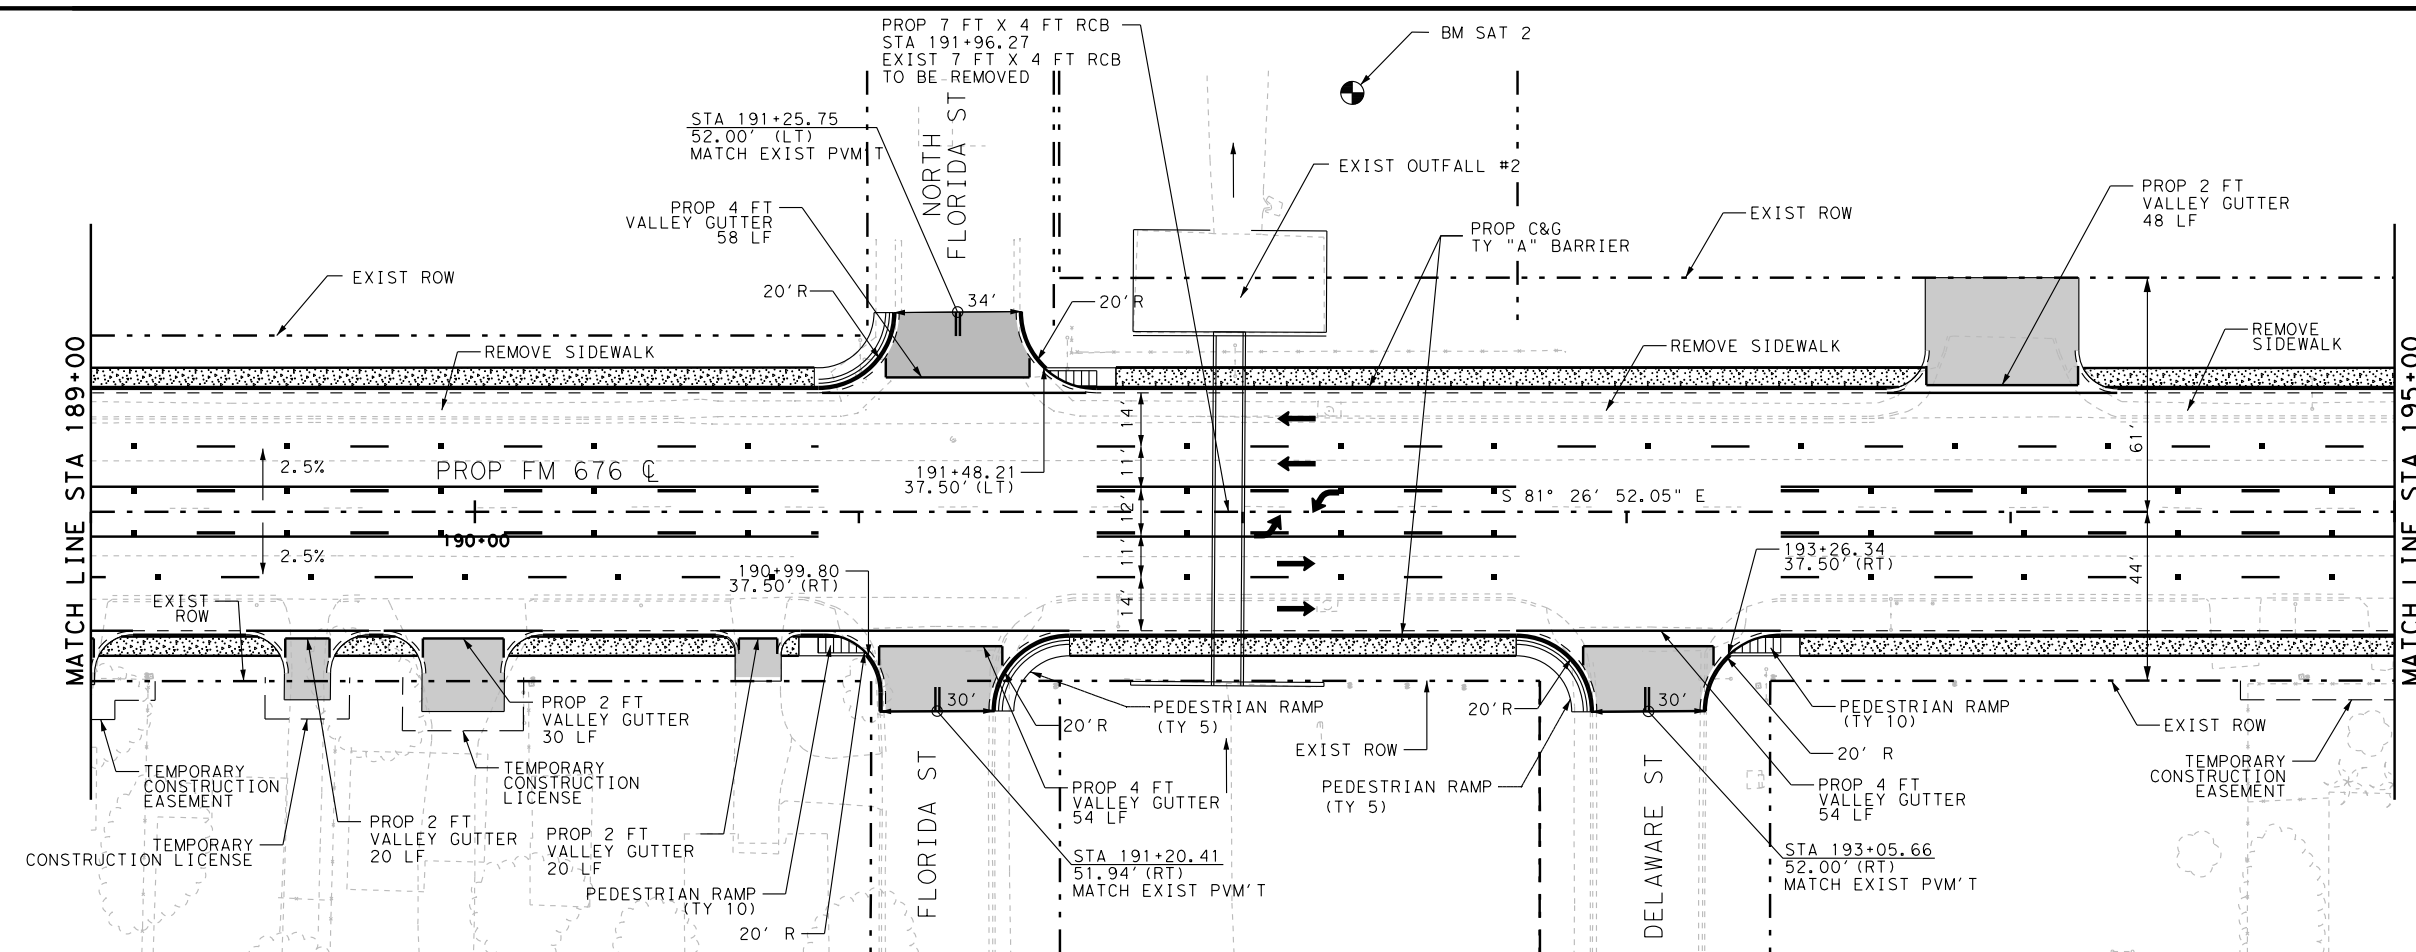 PROP 7 FT X 4 FT RCB
STA 191+96.27
EXIST 7 FT X 4 FT RCB
TO BE REMOVED
BM SAT 2
STA 191+25.75
52.00' (LT)
MATCH EXIST PVM'T
NORTH
FLORIDA ST
EXIST OUTFALL #2
PROP 4 FT
VALLEY GUTTER
58 LF
PROP 2 FT
VALLEY GUTTER
48 LF
EXIST ROW
PROP C&G
TY "A" BARRIER
EXIST ROW
20'R
34'
20'R
REMOVE SIDEWALK
REMOVE SIDEWALK
REMOVE
SIDEWALK
MATCH LINE STA 189+00
MATCH LINE STA 195+00
14'
11'
12'
11'
14'
61'
44'
2.5%
PROP FM 676 ℄
191+48.21
37.50'(LT)
S 81° 26' 52.05" E
190+00
2.5%
190+99.80
37.50'(RT)
193+26.34
37.50'(RT)
EXIST
ROW
30'
30'
PROP 2 FT
VALLEY GUTTER
30 LF
PEDESTRIAN RAMP
(TY 5)
20'R
20'R
EXIST ROW
PEDESTRIAN RAMP
(TY 10)
EXIST ROW
20' R
TEMPORARY
CONSTRUCTION
EASEMENT
TEMPORARY
CONSTRUCTION
LICENSE
TEMPORARY
CONSTRUCTION
EASEMENT
PROP 4 FT
VALLEY GUTTER
54 LF
PEDESTRIAN RAMP
(TY 5)
PROP 4 FT
VALLEY GUTTER
54 LF
TEMPORARY
CONSTRUCTION LICENSE
PROP 2 FT
VALLEY GUTTER
20 LF
PROP 2 FT
VALLEY GUTTER
20 LF
FLORIDA ST
DELAWARE ST
STA 191+20.41
51.94'(RT)
MATCH EXIST PVM'T
STA 193+05.66
52.00'(RT)
MATCH EXIST PVM'T
PEDESTRIAN RAMP
(TY 10)
20' R